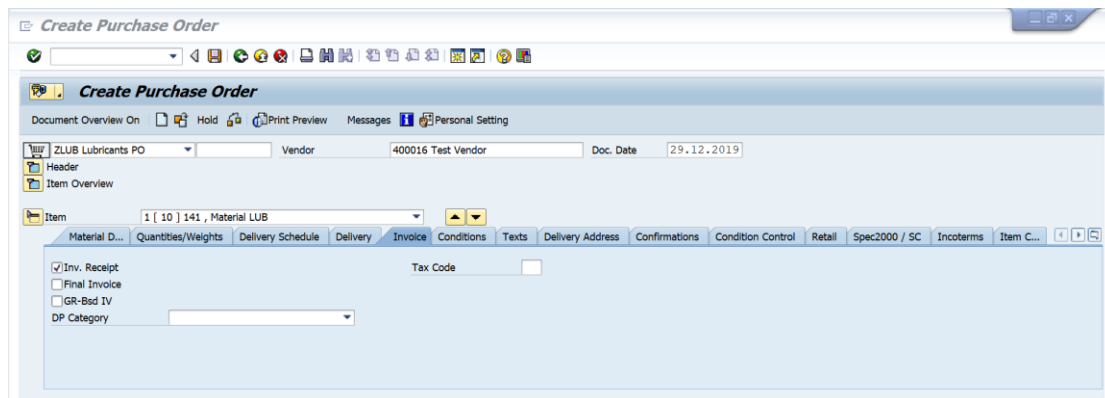 Create Purchase Order
Create Purchase Order
Document Overview On Hold Print Preview Messages Personal Setting
ZLUB Lubricants PO Vendor 400016 Test Vendor Doc. Date 29.12.2019
Header
Item Overview
Item 1 [ 10 ] 141 , Material LUB
Material D... Quantities/Weights Delivery Schedule Delivery Invoice Conditions Texts Delivery Address Confirmations Condition Control Retail Spec2000 / SC Incoterms Item C...
Inv. Receipt Tax Code
Final Invoice
GR-Bsd IV
DP Category